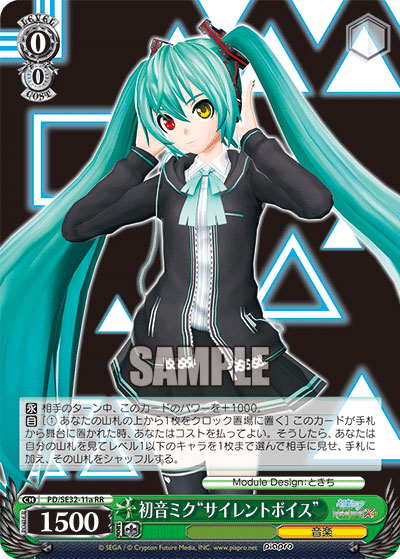 LEVEL
0
0
COST
SAMPLE
永 相手のターン中、このカードのパワーを+1000。
自 [① あなたの山札の上から1枚をクロック置場に置く] このカードが手札
から舞台に置かれた時、あなたはコストを払ってよい。そうしたら、あなたは
自分の山札を見てレベル1以下のキャラを1枚まで選んで相手に見せ、手札に
加え、その山札をシャッフルする。
Module Design:ときち
CH PD/SE32-11a RR
1500
初音ミク“サイレントボイス”
音楽
© SEGA / © Crypton Future Media, INC. www.piapro.net piapro